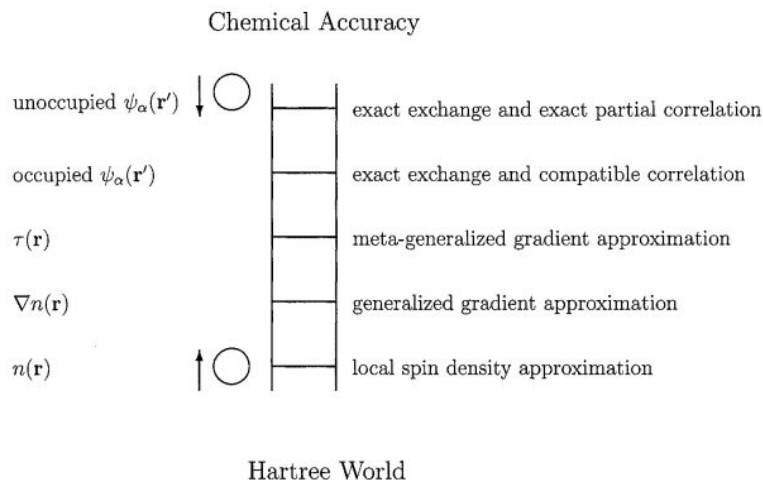 Chemical Accuracy
unoccupied ψα(r′) exact exchange and exact partial correlation
occupied ψα(r′) exact exchange and compatible correlation
τ(r) meta-generalized gradient approximation
∇n(r) generalized gradient approximation
n(r) local spin density approximation
Hartree World